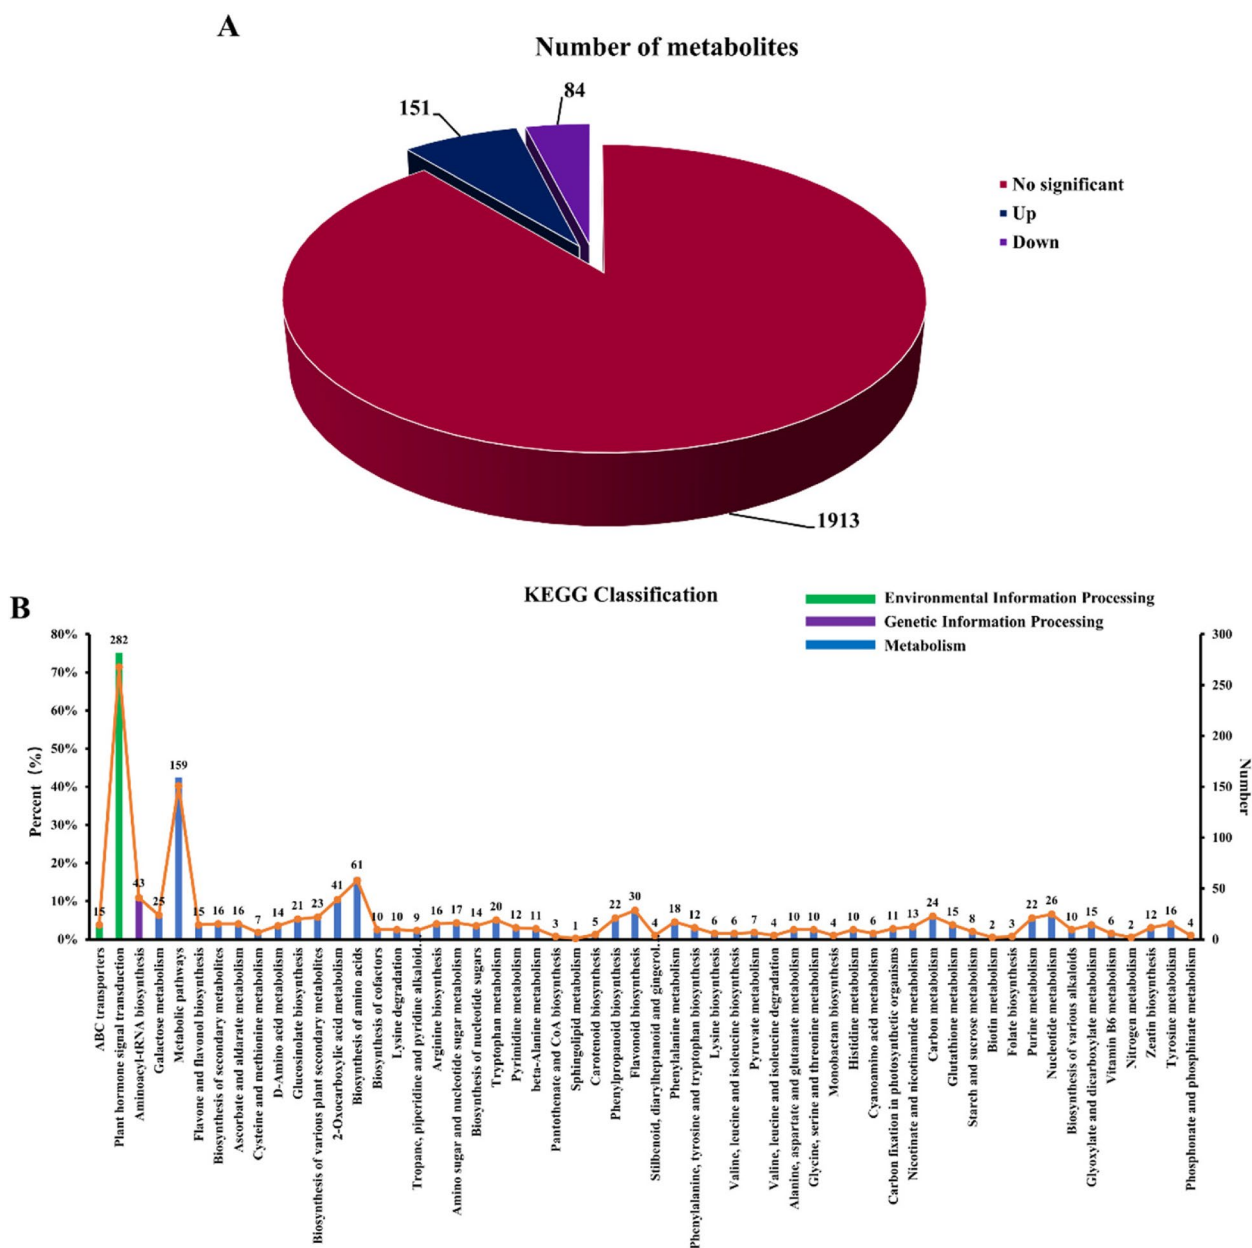 A
Number of metabolites
84
151
No significant
Up
Down
1913
B
KEGG Classification
Environmental Information Processing
Genetic Information Processing
Metabolism
80%
70%
60%
50%
40%
30%
20%
10%
0%
Percent (%)
300
250
200
150
100
50
0
Number
15
282
43
25
159
15
16
16
7
14
21
23
41
61
10
10
9
16
17
14
20
12
11
3
1
5
22
30
4
18
12
6
6
7
4
10
10
4
10
6
11
13
24
15
8
2
3
22
26
10
15
6
2
12
16
4
ABC transporters
Plant hormone signal transduction
Aminoacyl-tRNA biosynthesis
Galactose metabolism
Metabolic pathways
Flavone and flavonol biosynthesis
Biosynthesis of secondary metabolites
Ascorbate and aldarate metabolism
Cysteine and methionine metabolism
D-Amino acid metabolism
Glucosinolate biosynthesis
Biosynthesis of various plant secondary metabolites
2-Oxocarboxylic acid metabolism
Biosynthesis of amino acids
Biosynthesis of cofactors
Lysine degradation
Tropane, piperidine and pyridine alkaloid
Arginine biosynthesis
Amino sugar and nucleotide sugar metabolism
Biosynthesis of nucleotide sugars
Tryptophan metabolism
Pyrimidine metabolism
beta-Alanine metabolism
Pantothenate and CoA biosynthesis
Sphingolipid metabolism
Carotenoid biosynthesis
Phenylpropanoid biosynthesis
Flavonoid biosynthesis
Stilbenoid, diarylheptanoid and gingerol
Phenylalanine metabolism
Phenylalanine, tyrosine and tryptophan biosynthesis
Lysine biosynthesis
Valine, leucine and isoleucine biosynthesis
Pyruvate metabolism
Valine, leucine and isoleucine degradation
Alanine, aspartate and glutamate metabolism
Glycine, serine and threonine metabolism
Monobactam biosynthesis
Histidine metabolism
Cyanoamino acid metabolism
Carbon fixation in photosynthetic organisms
Nicotinate and nicotinamide metabolism
Carbon metabolism
Glutathione metabolism
Starch and sucrose metabolism
Biotin metabolism
Folate biosynthesis
Purine metabolism
Nucleotide metabolism
Biosynthesis of various alkaloids
Glyoxylate and dicarboxylate metabolism
Vitamin B6 metabolism
Nitrogen metabolism
Zeatin biosynthesis
Tyrosine metabolism
Phosphonate and phosphinate metabolism